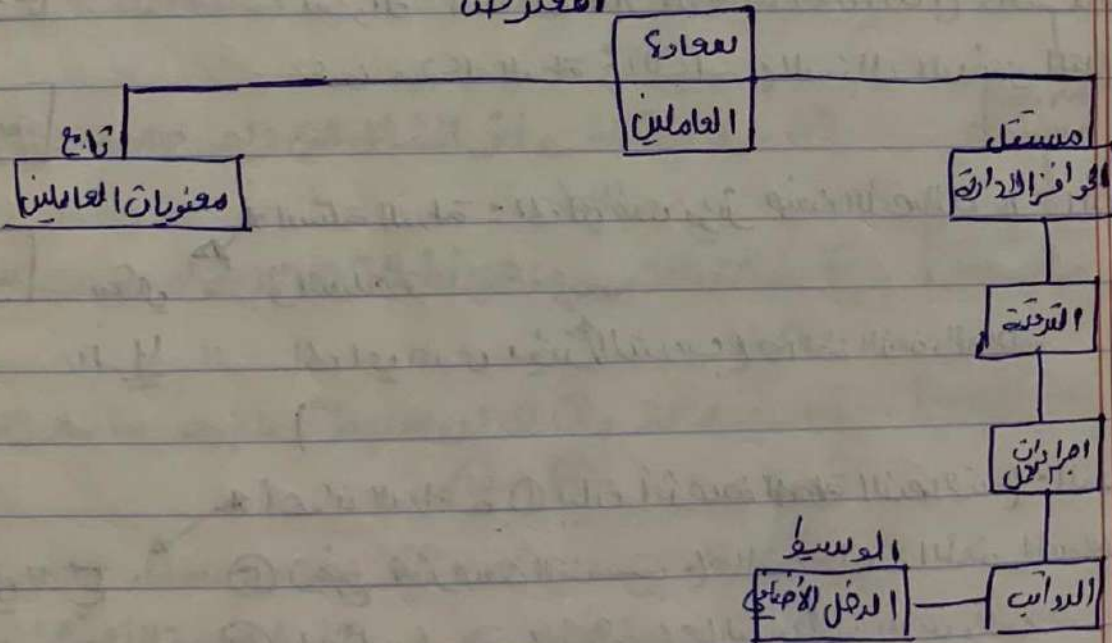 سعادة
العاملين
مستقل
تابع
الحوافز الادارية
معنويات العاملين
الترقية
اجراءات العمل
الوسيط
الرواتب
الدخل الأضافي